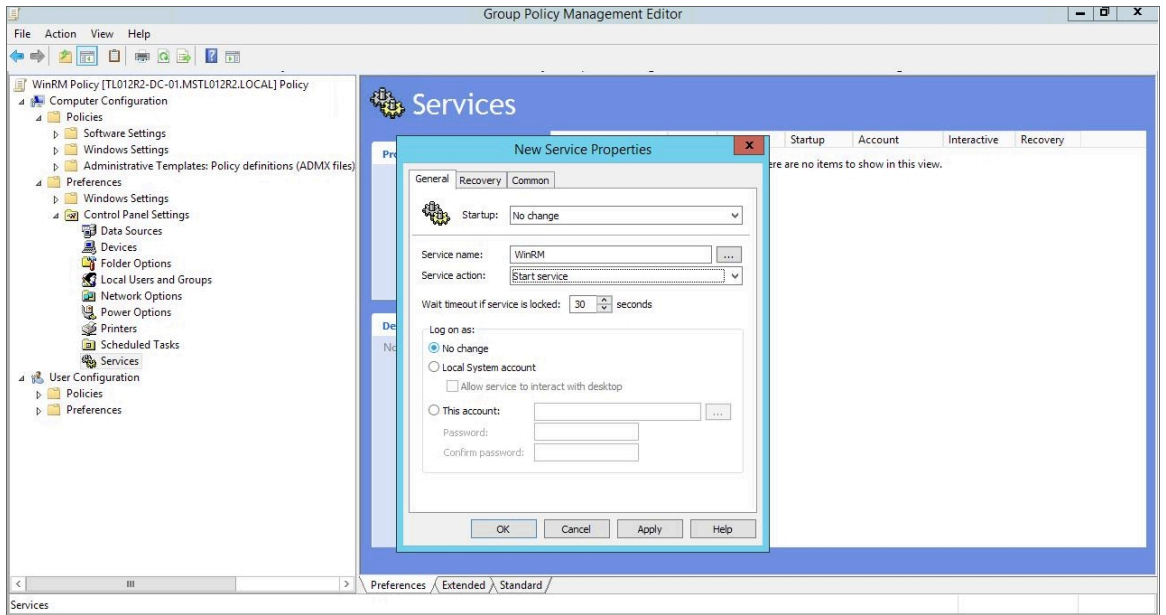 Group Policy Management Editor
File Action View Help
WinRM Policy [TL012R2-DC-01.MSTL012R2.LOCAL] Policy
Computer Configuration
Policies
Software Settings
Windows Settings
Administrative Templates: Policy definitions (ADMX files)
Preferences
Windows Settings
Control Panel Settings
Data Sources
Devices
Folder Options
Local Users and Groups
Network Options
Power Options
Printers
Scheduled Tasks
Services
User Configuration
Policies
Preferences
Services
Startup Account Interactive Recovery
ere are no items to show in this view.
Pro
De
No
New Service Properties
x
General Recovery Common
Startup: No change
Service name: WinRM ...
Service action: Start service
Wait timeout if service is locked: 30 seconds
Log on as:
No change
Local System account
Allow service to interact with desktop
This account: ...
Password:
Confirm password:
OK Cancel Apply Help
Preferences Extended Standard
Services